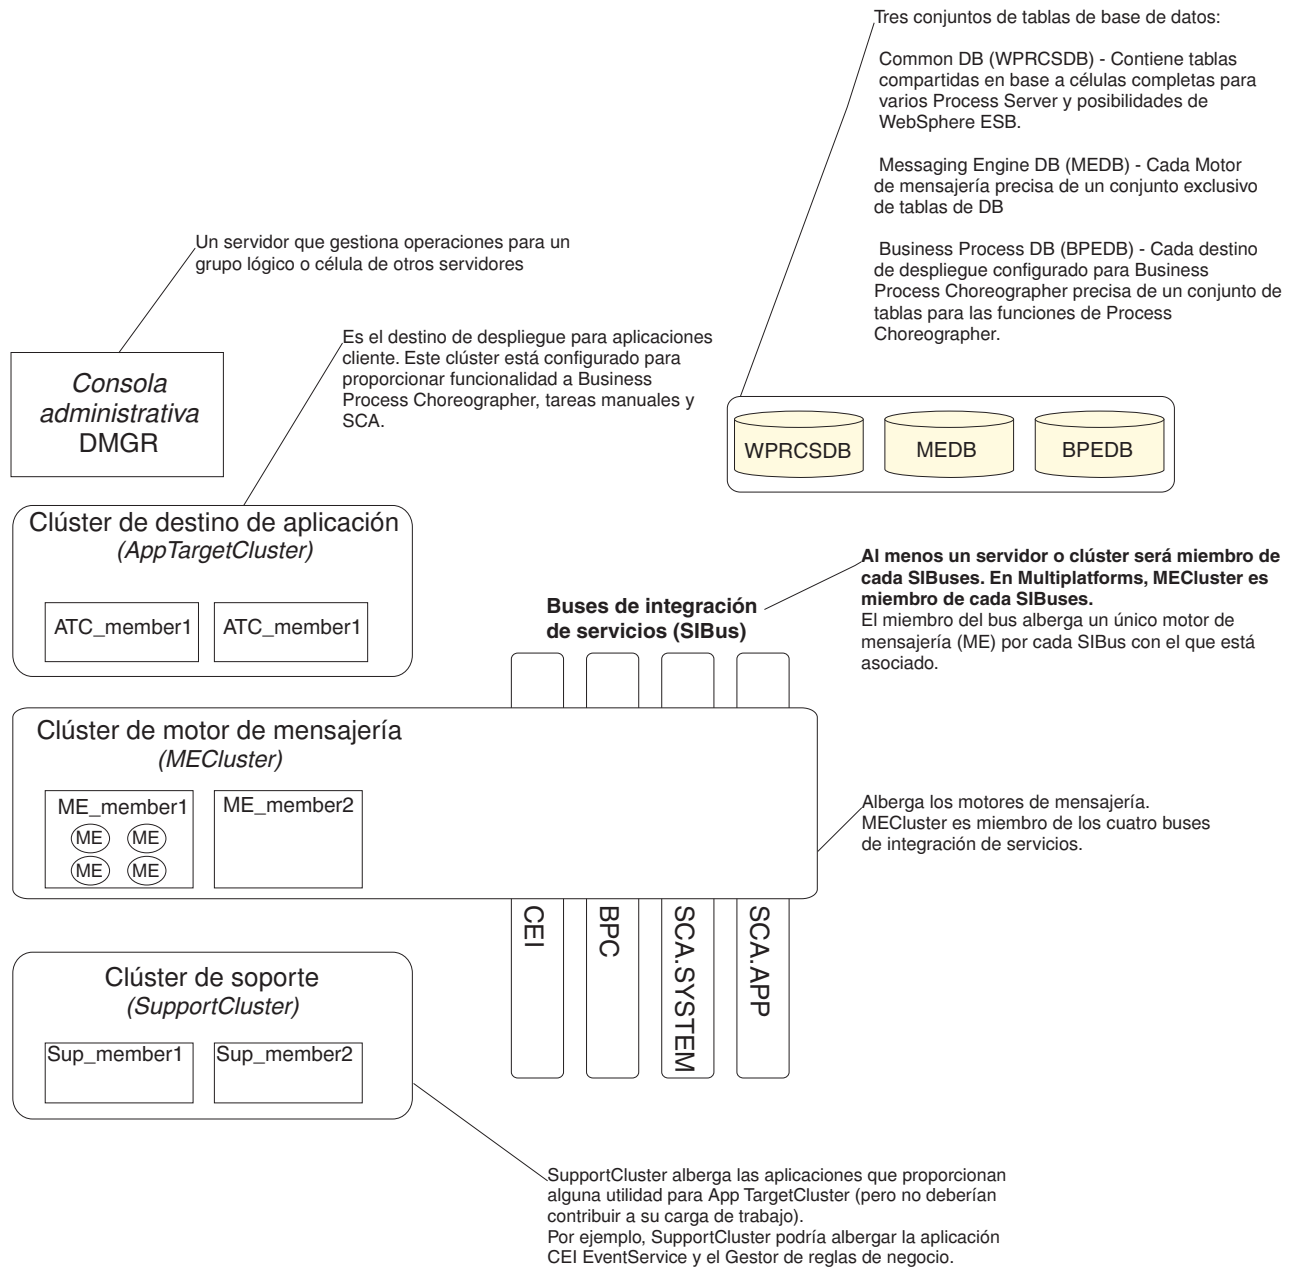 Tres conjuntos de tablas de base de datos:
Common DB (WPRCSDB) - Contiene tablas
compartidas en base a células completas para
varios Process Server y posibilidades de
WebSphere ESB.
Messaging Engine DB (MEDB) - Cada Motor
de mensajería precisa de un conjunto exclusivo
de tablas de DB
Business Process DB (BPEDB) - Cada destino
de despliegue configurado para Business
Process Choreographer precisa de un conjunto de
tablas para las funciones de Process
Choreographer.
Un servidor que gestiona operaciones para un
grupo lógico o célula de otros servidores
Es el destino de despliegue para aplicaciones
cliente. Este clúster está configurado para
proporcionar funcionalidad a Business
Process Choreographer, tareas manuales y
SCA.
Consola
administrativa
DMGR
WPRCSDB
MEDB
BPEDB
Clúster de destino de aplicación
(AppTargetCluster)
ATC_member1
ATC_member1
Buses de integración
de servicios (SIBus)
Al menos un servidor o clúster será miembro de
cada SIBuses. En Multiplatforms, MECluster es
miembro de cada SIBuses.
El miembro del bus alberga un único motor de
mensajería (ME) por cada SIBus con el que está
asociado.
Clúster de motor de mensajería
(MECluster)
ME_member1
ME
ME
ME
ME
ME_member2
Alberga los motores de mensajería.
MECluster es miembro de los cuatro buses
de integración de servicios.
CEI
BPC
SCA.SYSTEM
SCA.APP
Clúster de soporte
(SupportCluster)
Sup_member1
Sup_member2
SupportCluster alberga las aplicaciones que proporcionan
alguna utilidad para App TargetCluster (pero no deberían
contribuir a su carga de trabajo).
Por ejemplo, SupportCluster podría albergar la aplicación
CEI EventService y el Gestor de reglas de negocio.